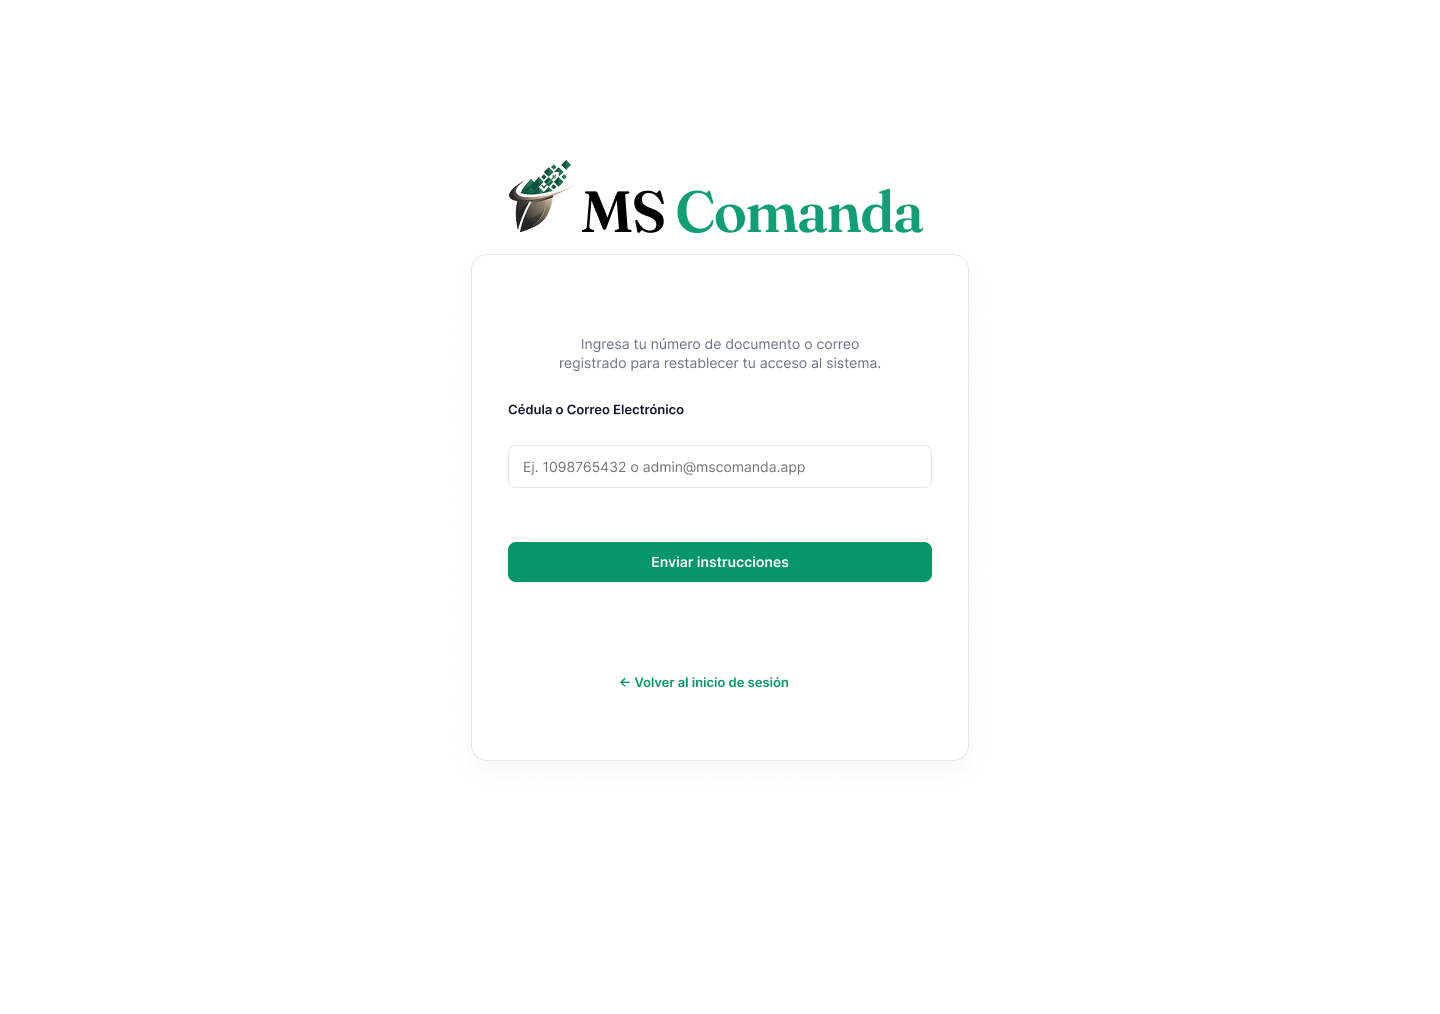 MS Comanda
Ingresa tu número de documento o correo
registrado para restablecer tu acceso al sistema.
Cédula o Correo Electrónico
Ej. 1098765432 o admin@mscomanda.app
Enviar instrucciones
← Volver al inicio de sesión